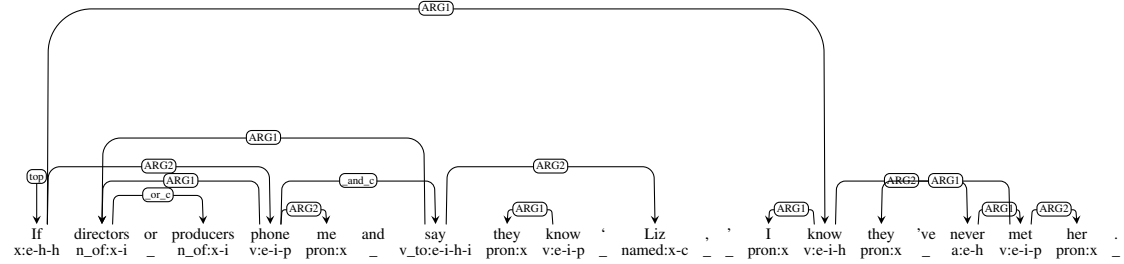 ARG1
ARG1
ARG2 ARG2
top ARG1 _and_c ARG2 ARG1
_or_c
ARG2 ARG1 ARG1 ARG1 ARG2
If directors or producers phone me and say they know ‘ Liz , ’ I know they 've never met her .
x:e-h-h n_of:x-i _ n_of:x-i v:e-i-p pron:x _ v_to:e-i-h-i pron:x v:e-i-p _ named:x-c _ _ pron:x v:e-i-h pron:x _ a:e-h v:e-i-p pron:x _